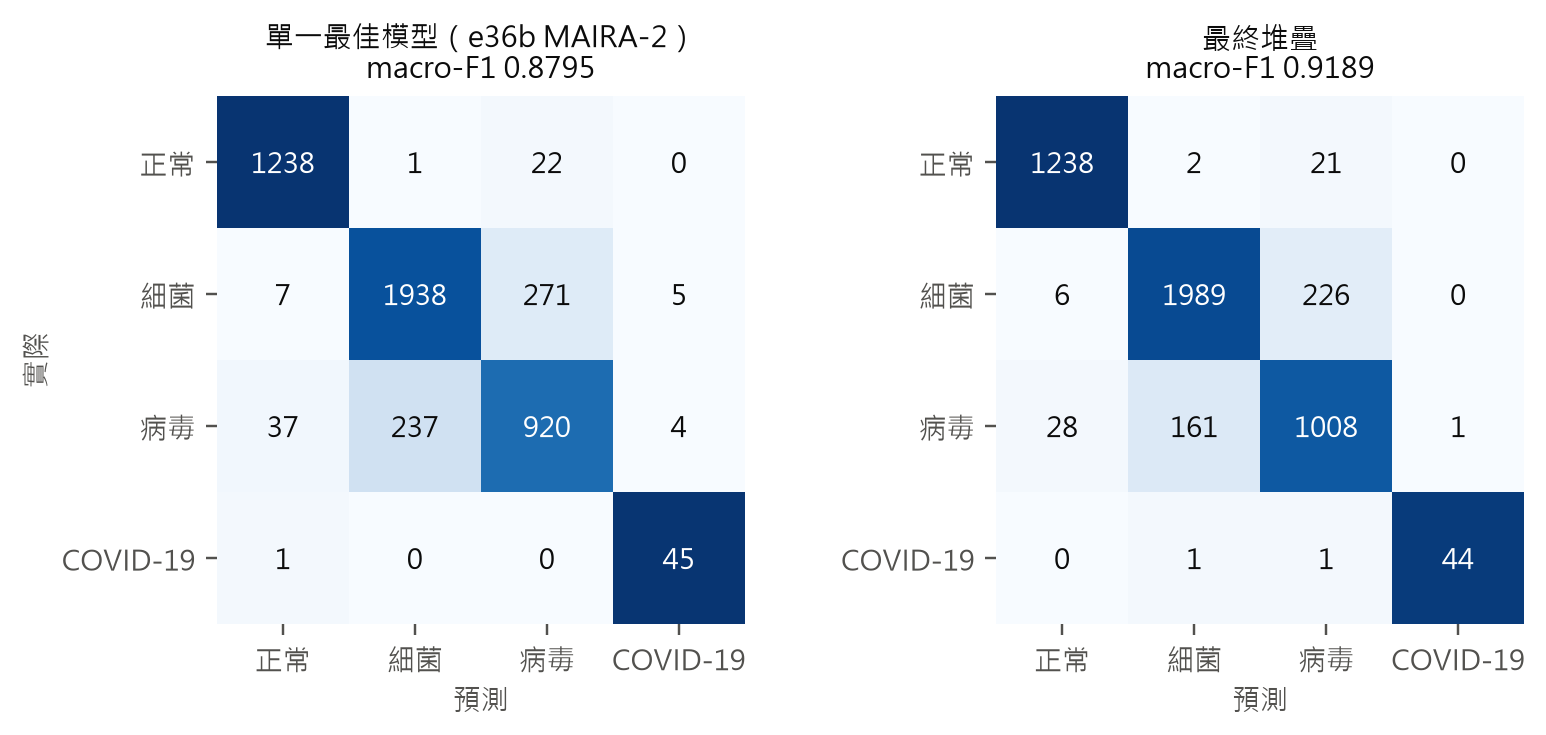 單一最佳模型（e36b MAIRA-2）
macro-F1 0.8795
實際
正常 1238 1 22 0
細菌 7 1938 271 5
病毒 37 237 920 4
COVID-19 1 0 0 45
正常 細菌 病毒 COVID-19
預測
最終堆疊
macro-F1 0.9189
正常 1238 2 21 0
細菌 6 1989 226 0
病毒 28 161 1008 1
COVID-19 0 1 1 44
正常 細菌 病毒 COVID-19
預測